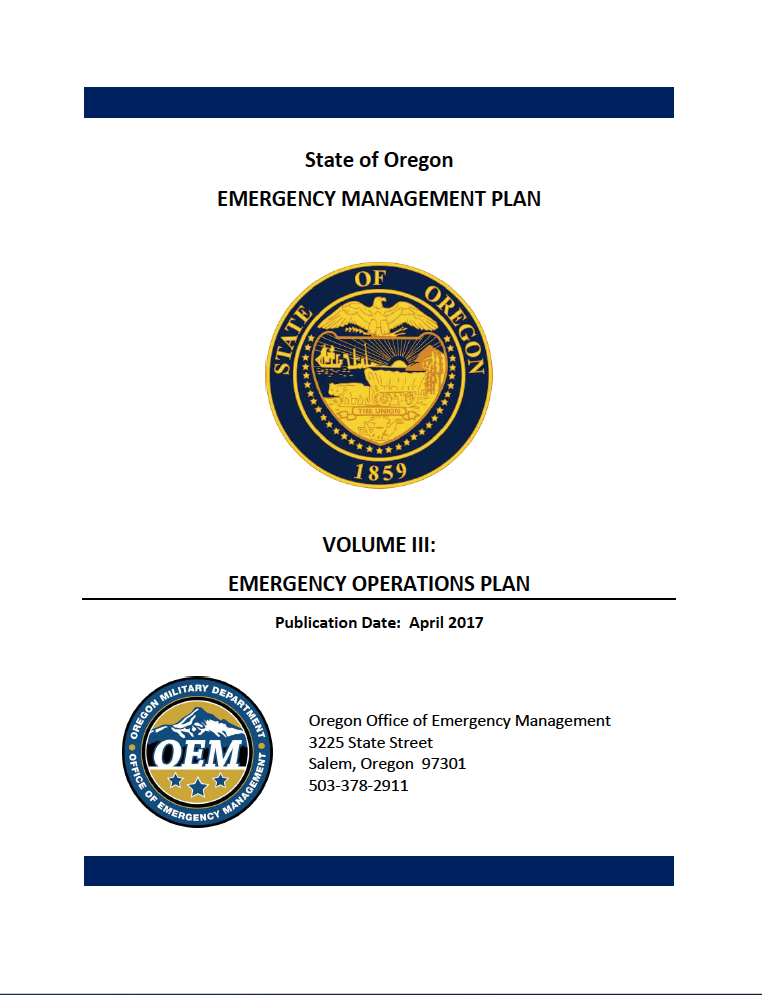 State of Oregon
EMERGENCY MANAGEMENT PLAN
STATE OF OREGON
THE UNION
1859
VOLUME III:
EMERGENCY OPERATIONS PLAN
Publication Date: April 2017
OREGON MILITARY DEPARTMENT
OEM
OFFICE OF EMERGENCY MANAGEMENT
Oregon Office of Emergency Management
3225 State Street
Salem, Oregon 97301
503-378-2911